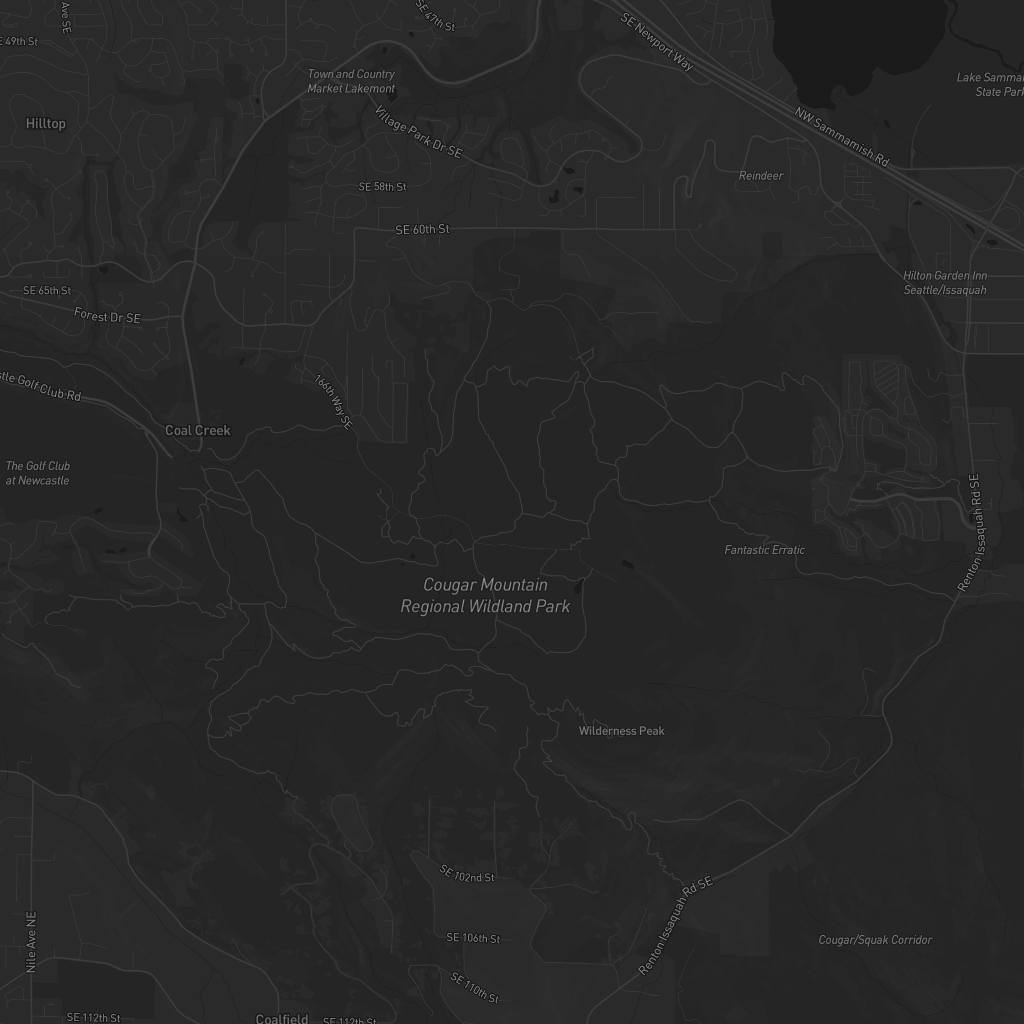 Ave SE
SE 47th St
SE Newport Way
E 49th St
Town and Country
Market Lakemont
Lake Sammam
State Park
Hilltop
Village Park Dr SE
NW Sammamish Rd
SE 58th St
Reindeer
SE 60th St
Hilton Garden Inn
Seattle/Issaquah
SE 65th St
Forest Dr SE
stle Golf Club Rd
166th Way SE
Coal Creek
The Golf Club
at Newcastle
Renton Issaquah Rd SE
Fantastic Erratic
Cougar Mountain
Regional Wildland Park
Wilderness Peak
SE 102nd St
Renton Issaquah Rd SE
Nile Ave NE
SE 106th St
Cougar/Squak Corridor
SE 110th St
SE 112th St
Coalfield
SE 112th St